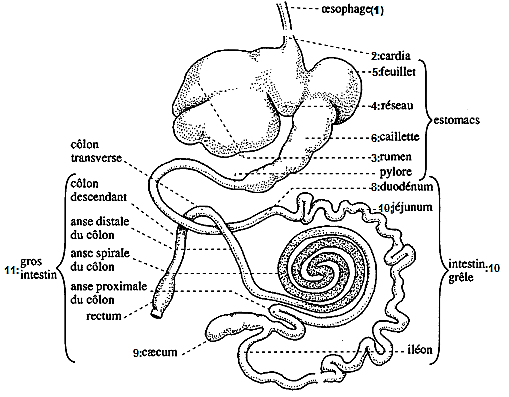 œsophage(1)
2:cardia
5:feuillet
4:réseau
estomacs
6:caillette
3:rumen
pylore
8:duodénum
10jéjunum
intestin:10
grêle
iléon
côlon
transverse
côlon
descendant
anse distale
du côlon
11:gros
intestin
anse spirale
du côlon
anse proximale
du côlon
rectum
9:cæcum